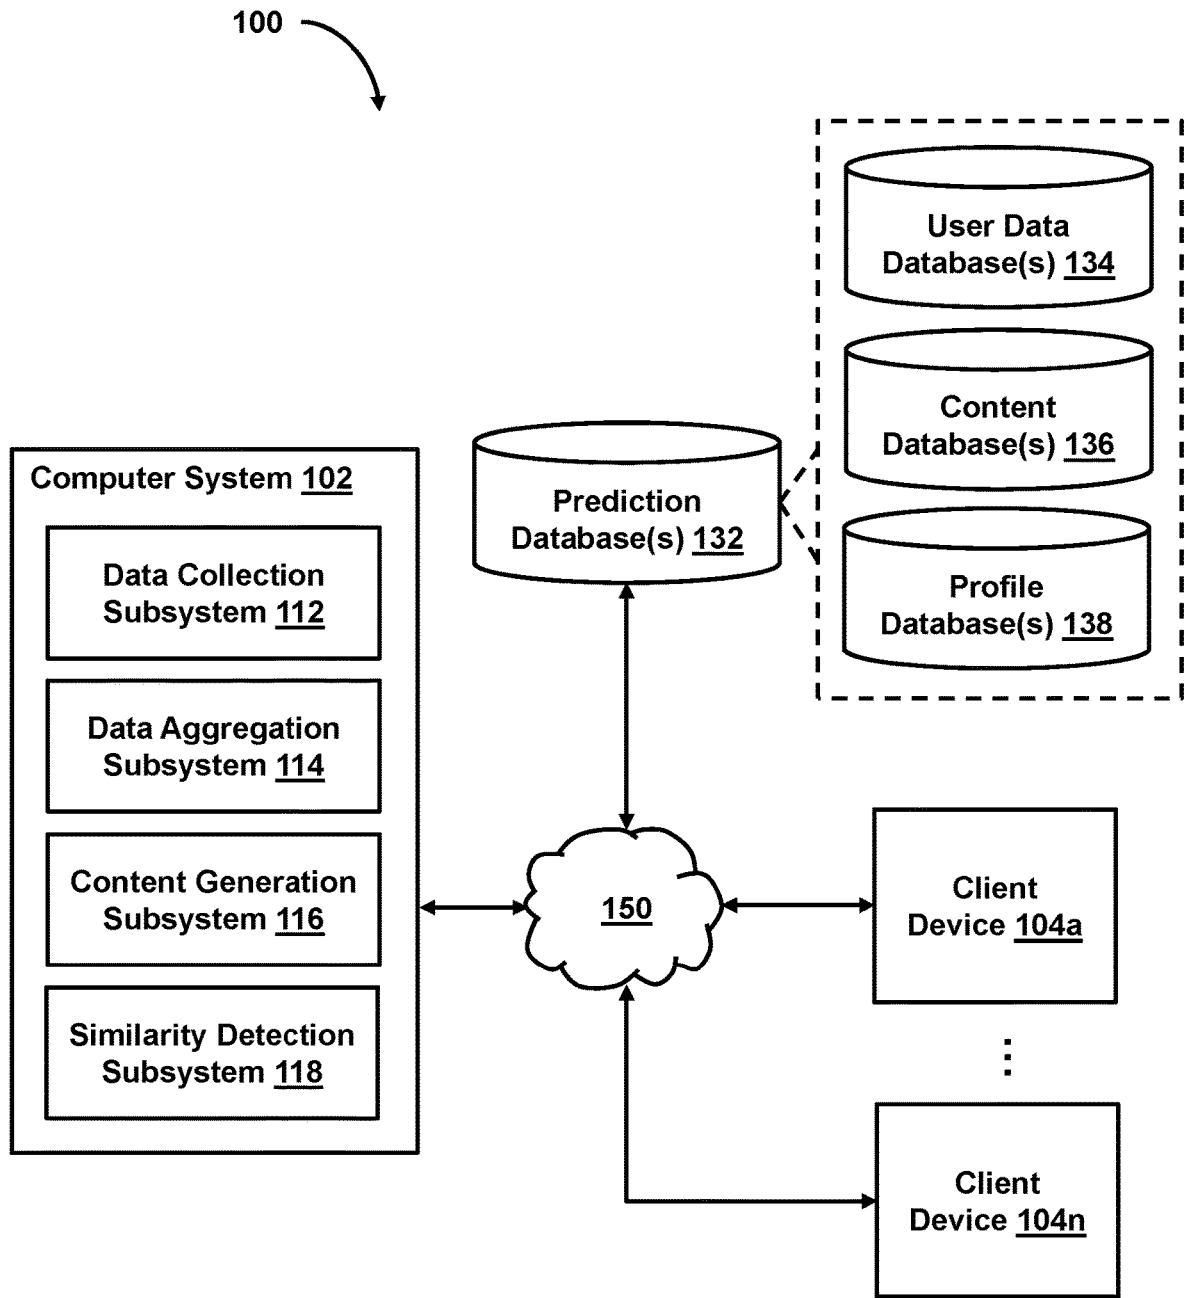 100
User Data
Database(s) 134
Content
Database(s) 136
Profile
Database(s) 138
Prediction
Database(s) 132
Computer System 102
Data Collection
Subsystem 112
Data Aggregation
Subsystem 114
Content Generation
Subsystem 116
Similarity Detection
Subsystem 118
150
Client
Device 104a
Client
Device 104n